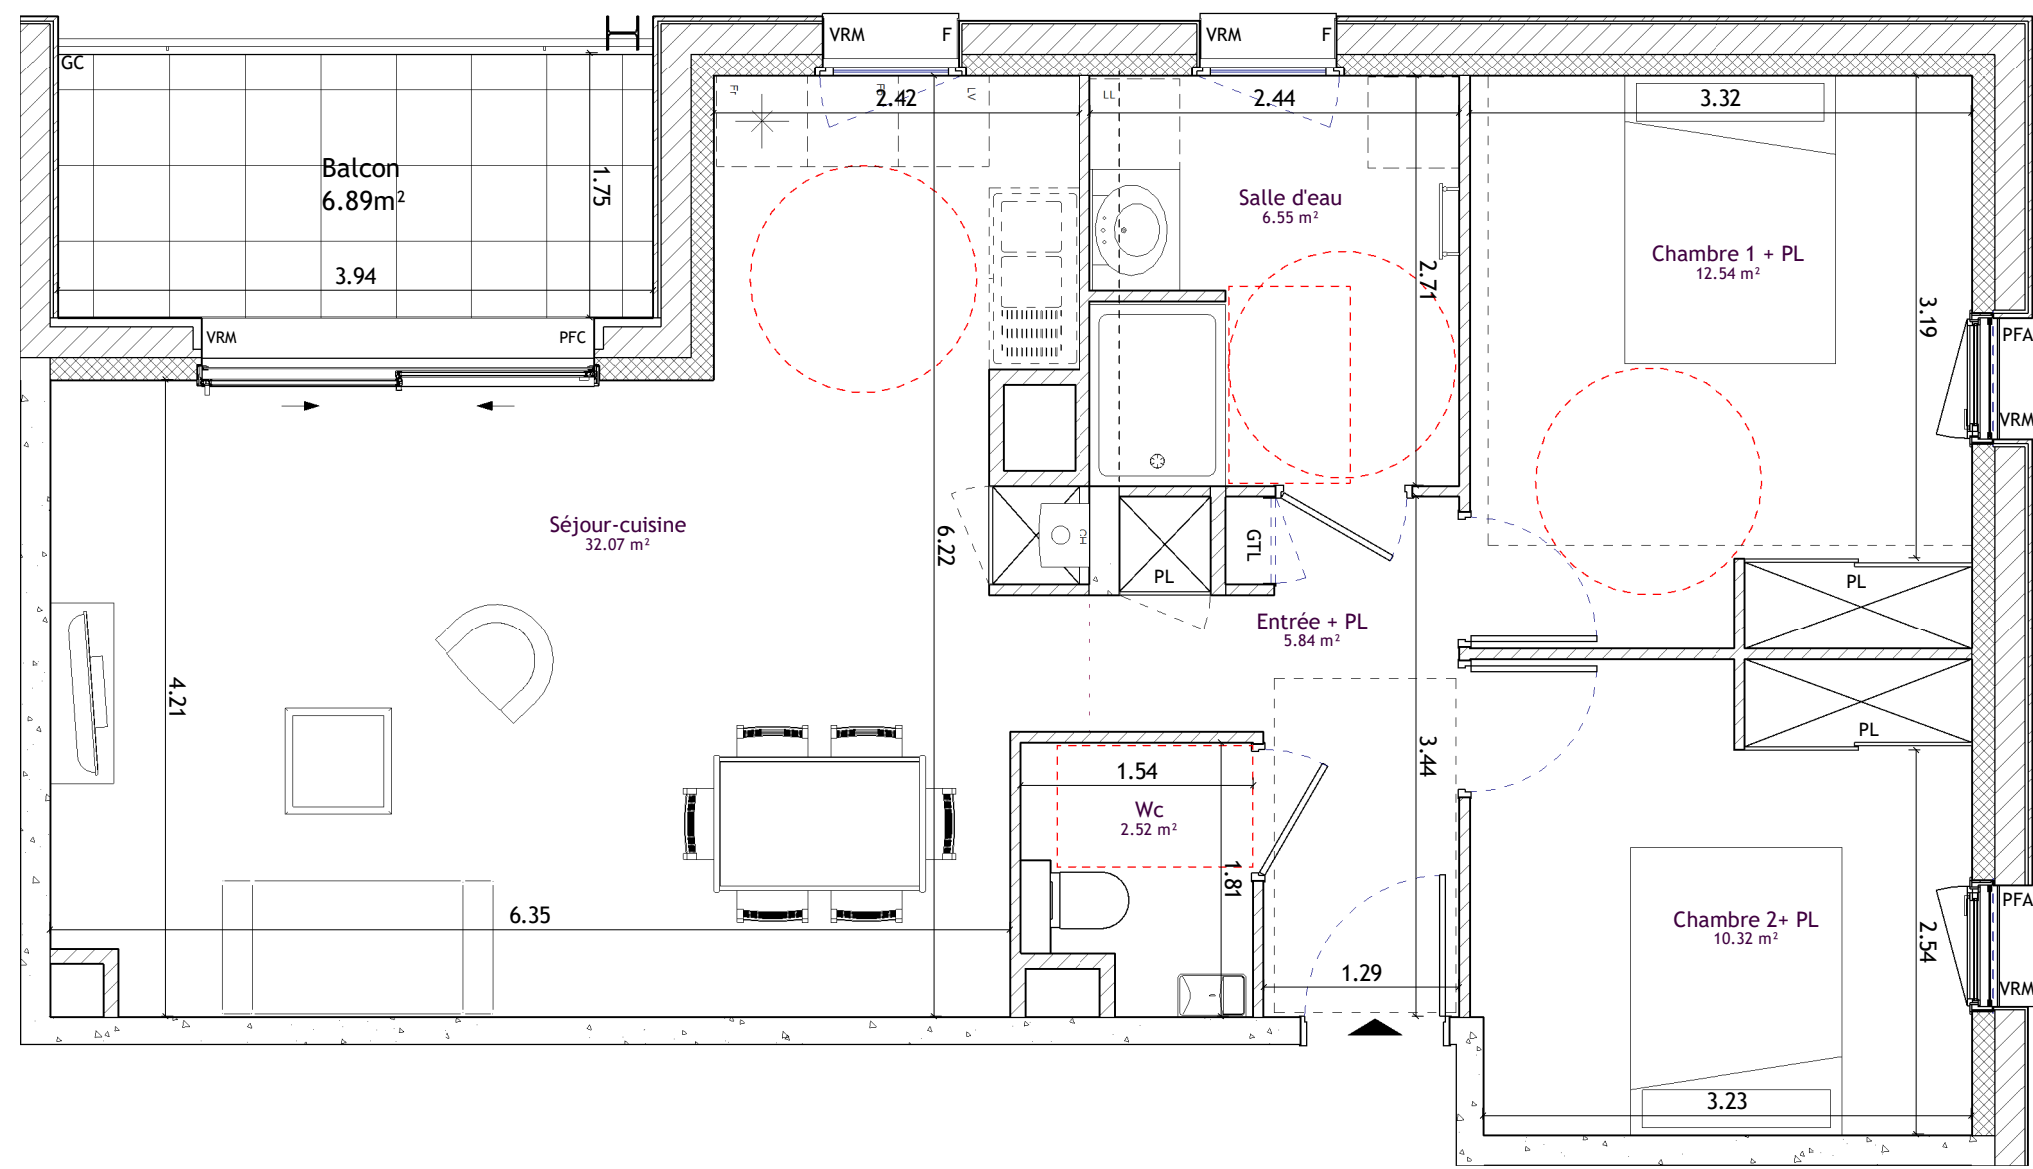 VRM F
VRM F
GC
Fr
LV
2.42
LL
2.44
3.32
Balcon
6.89m²
1.75
3.94
Salle d'eau
6.55 m²
2.71
Chambre 1 + PL
12.54 m²
3.19
VRM PFC
PFA
VRM
Séjour-cuisine
32.07 m²
6.22
CH
PL
GTL
PL
Entrée + PL
5.84 m²
4.21
PL
3.44
1.54
Wc
2.52 m²
1.81
6.35
1.29
Chambre 2+ PL
10.32 m²
2.54
PFA
VRM
3.23